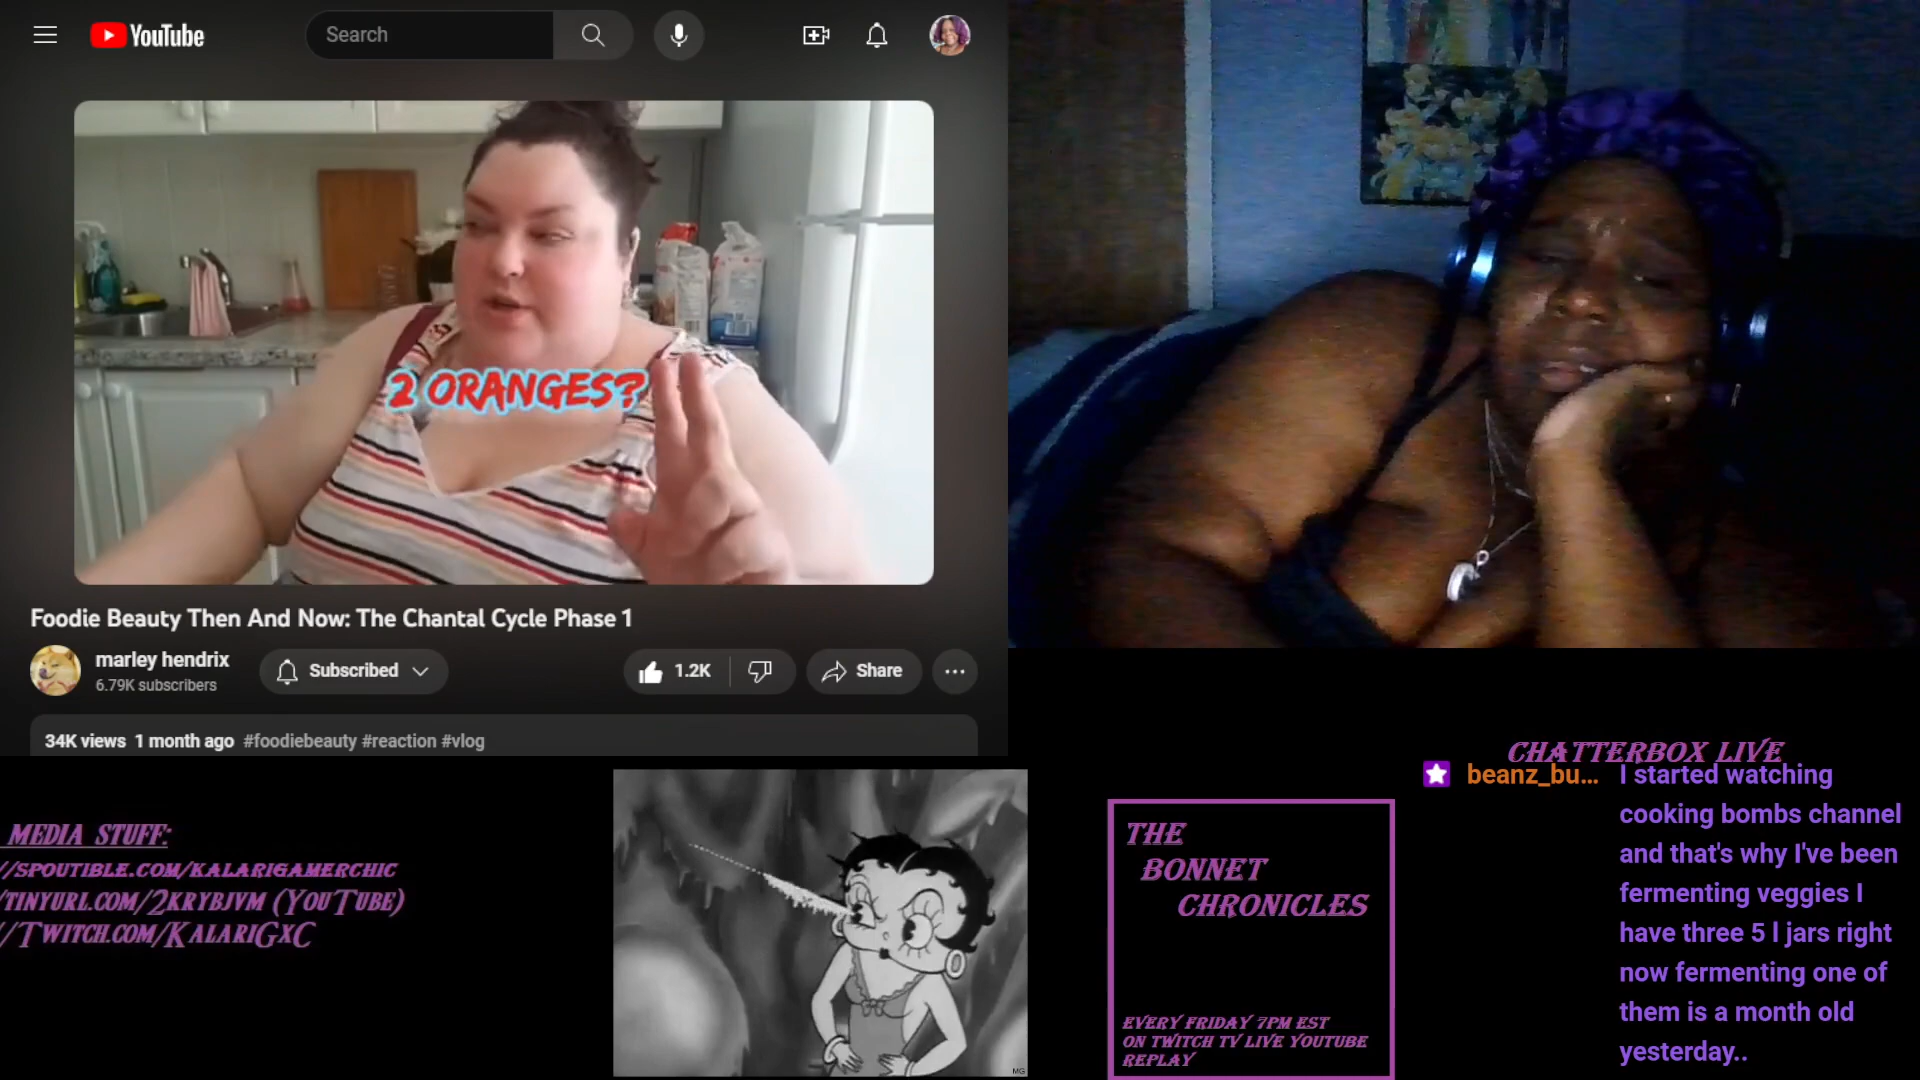 YouTube
Search
2 ORANGES?
Foodie Beauty Then And Now: The Chantal Cycle Phase 1
marley hendrix
6.79K subscribers
Subscribed
1.2K
Share
34K views 1 month ago #foodiebeauty #reaction #vlog
MEDIA STUFF:
//SPOUTIBLE.COM/KALARIGAMERCHIC
/TINYURL.COM/2KRYBJVM (YOUTUBE)
//TWITCH.COM/KALARIGXC
MG
THE
BONNET
CHRONICLES
EVERY FRIDAY 7PM EST
ON TWITCH TV LIVE YOUTUBE
REPLAY
CHATTERBOX LIVE
beanz_bu... I started watching
cooking bombs channel
and that's why I've been
fermenting veggies I
have three 5 l jars right
now fermenting one of
them is a month old
yesterday..